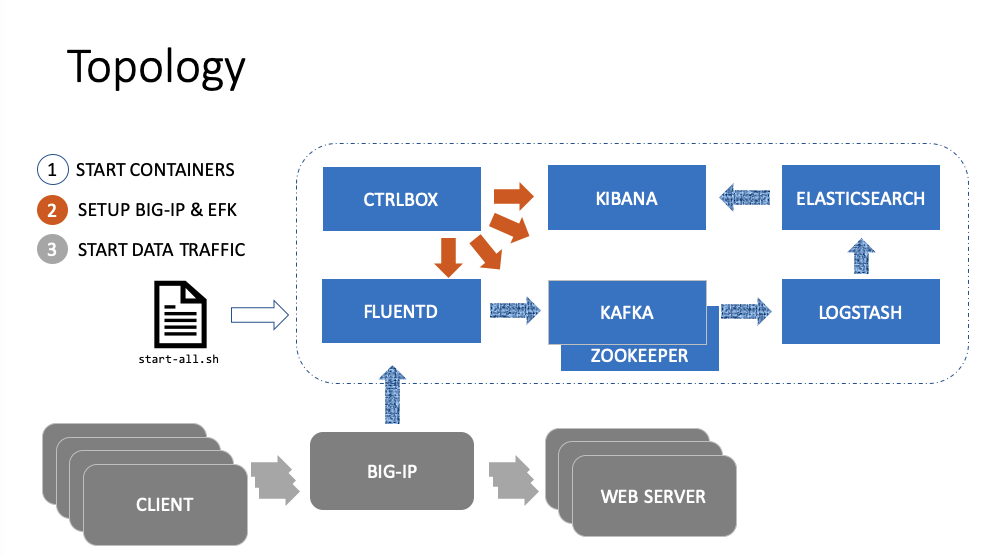 Topology
1 START CONTAINERS
2 SETUP BIG-IP & EFK
3 START DATA TRAFFIC
start-all.sh
CTRLBOX
KIBANA
ELASTICSEARCH
FLUENTD
KAFKA
ZOOKEEPER
LOGSTASH
CLIENT
BIG-IP
WEB SERVER